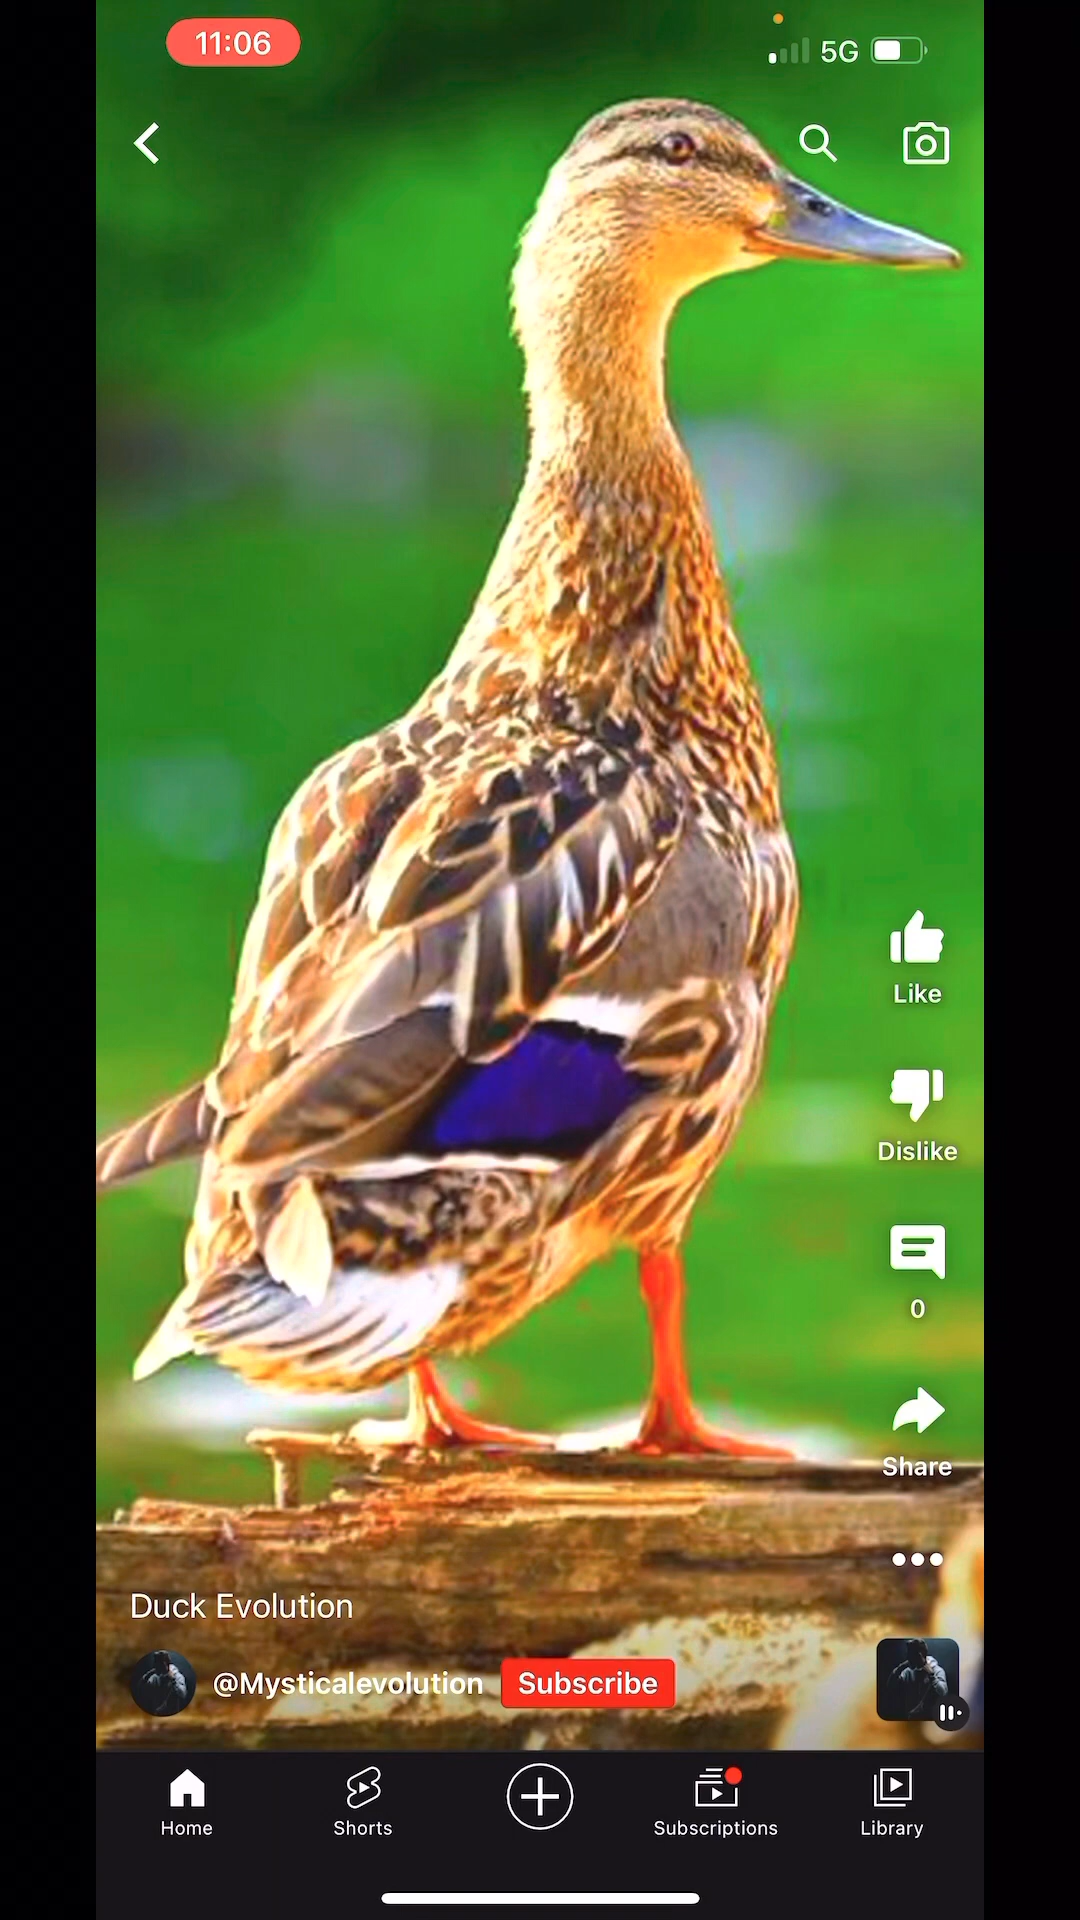 11:06
5G
Like
Dislike
0
Share
Duck Evolution
@Mysticalevolution
Subscribe
Home
Shorts
Subscriptions
Library